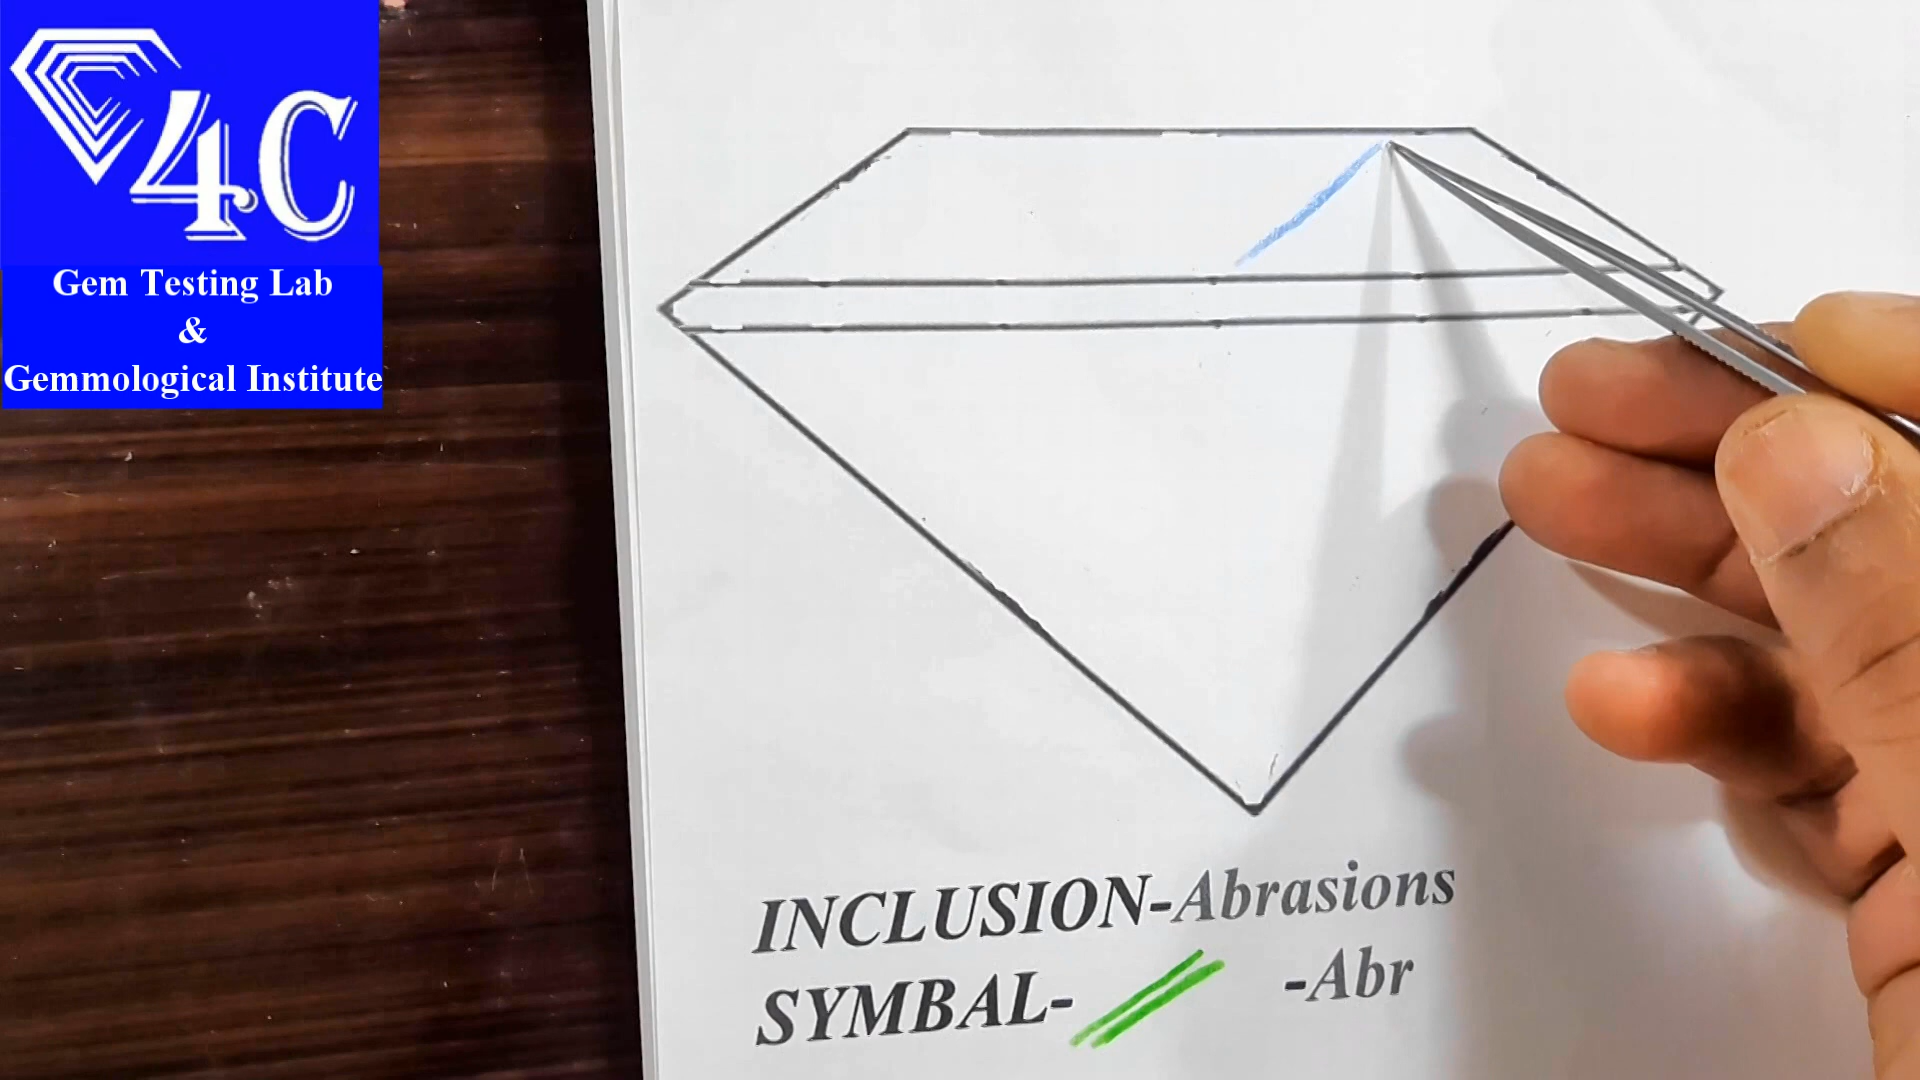 4C
Gem Testing Lab
&
Gemmological Institute
INCLUSION-Abrasions
SYMBAL- -Abr